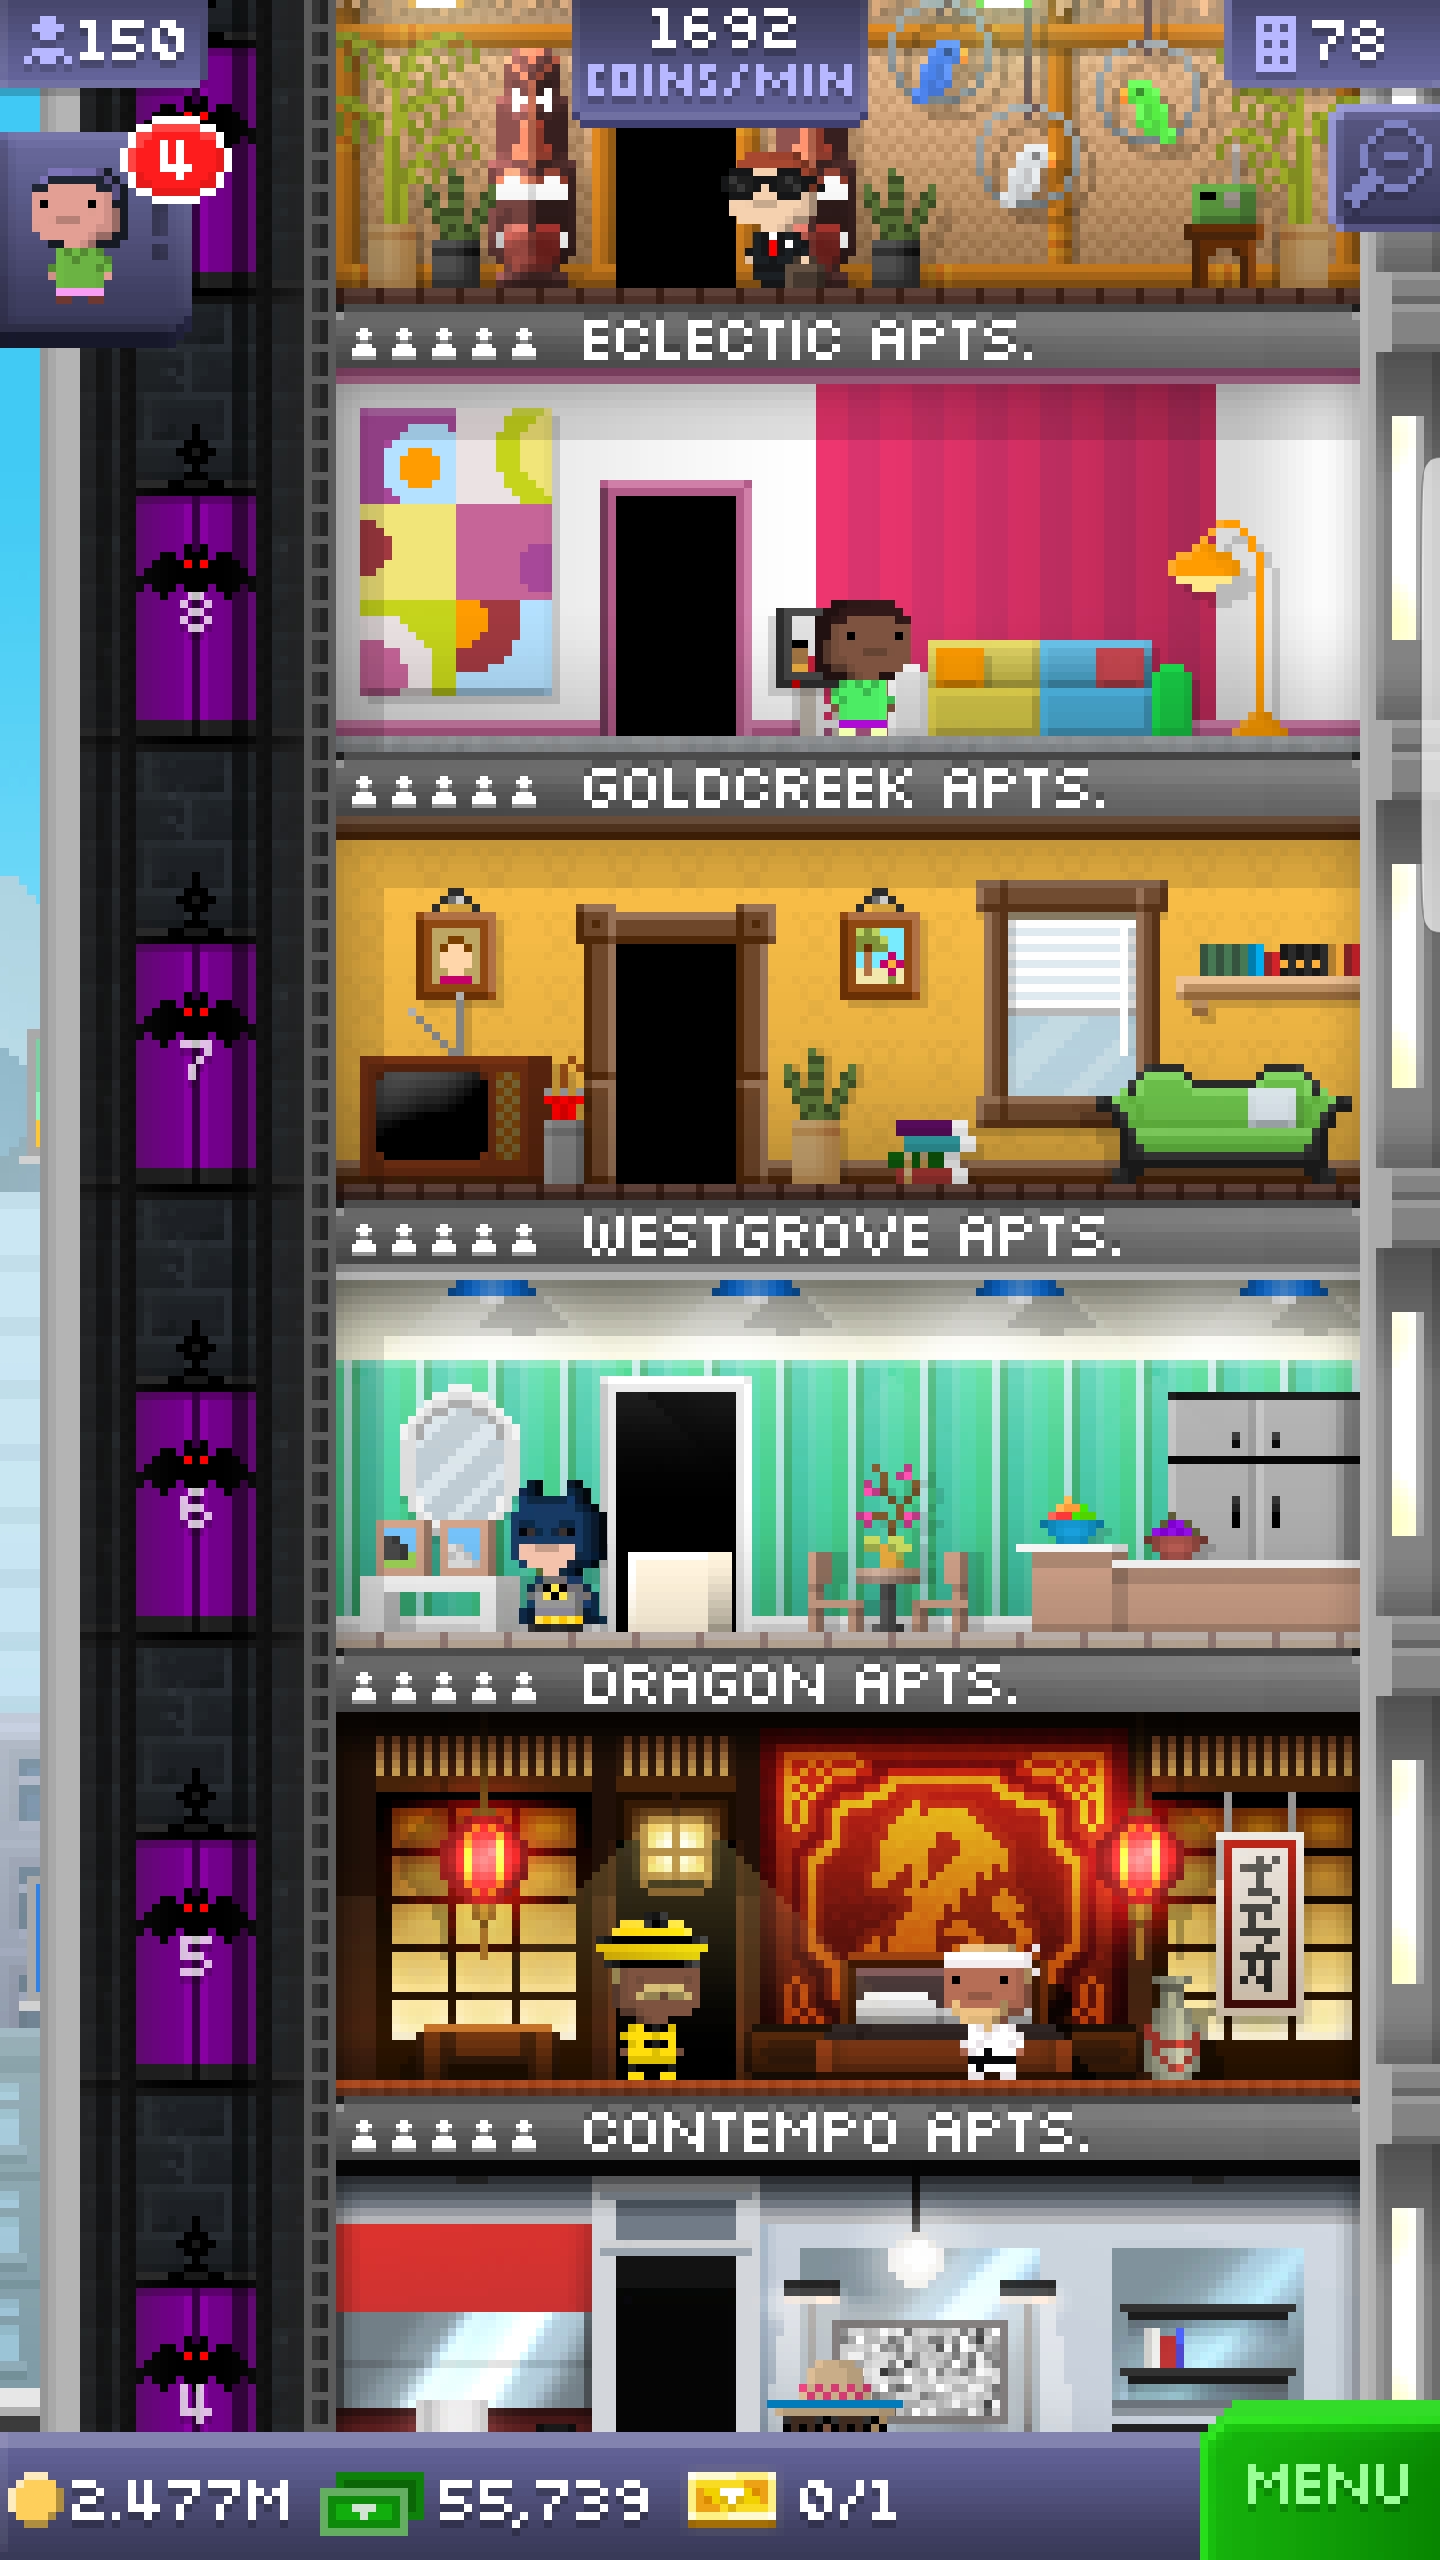 150
1692
COINS/MIN
78
4
ECLECTIC APTS.
8
GOLDCREEK APTS.
7
WESTGROVE APTS.
6
DRAGON APTS.
5
CONTEMPO APTS.
4
2.477M
55,739
0/1
MENU